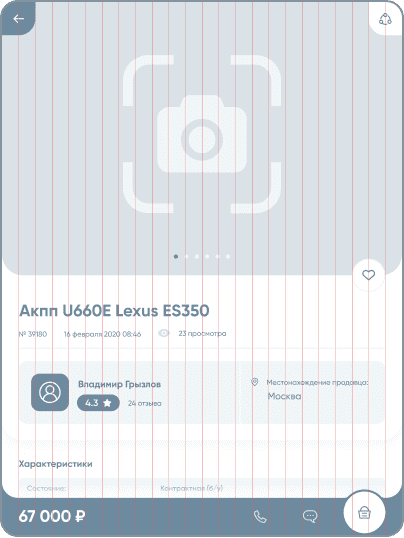 Акпп U660E Lexus ES350
№ 39180 16 февраля 2020 08:46 23 просмотра
Владимир Грызлов
4.3 24 отзыва
Местонахождение продовца:
Москва
Характеристики
Состояние: Контрактная (б/у)
67 000 ₽